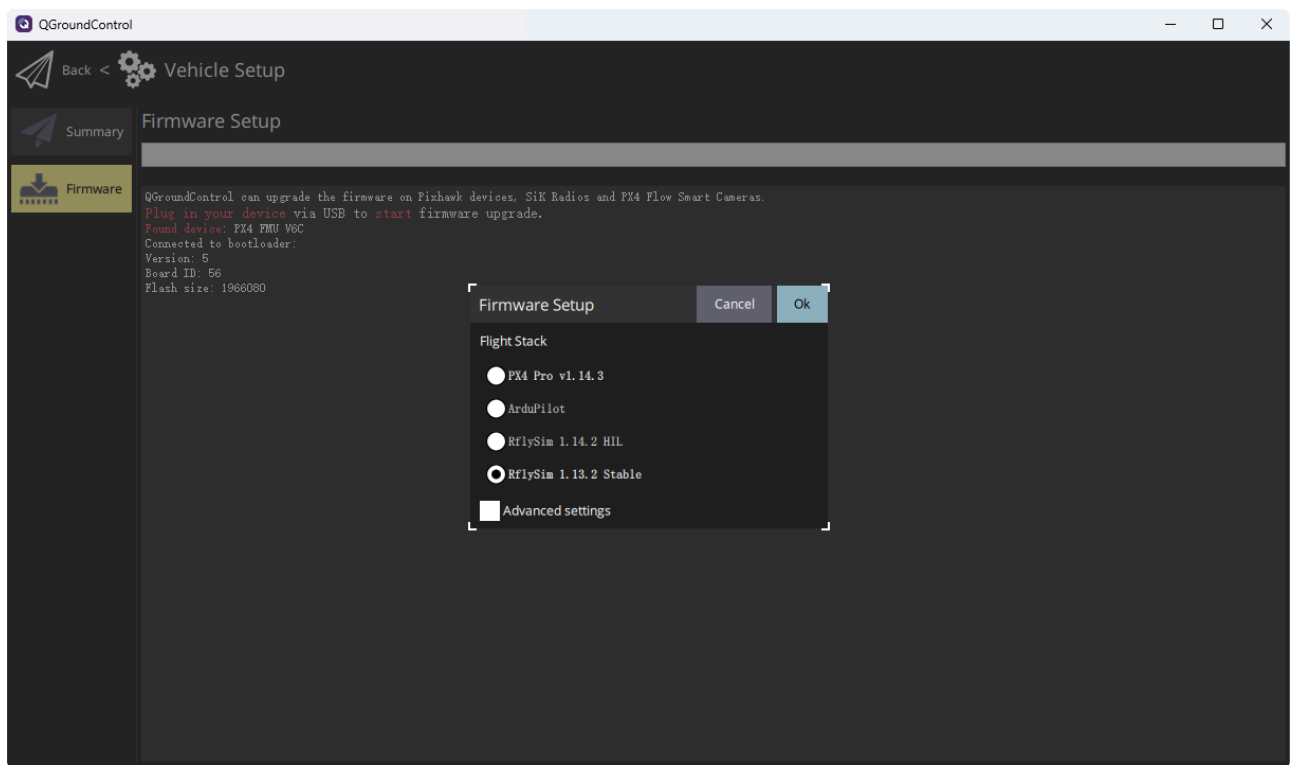 QGroundControl
Back < Vehicle Setup
Summary
Firmware
Firmware Setup
QGroundControl can upgrade the firmware on Pixhawk devices, SiK Radios and PX4 Flow Smart Cameras.
Plug in your device via USB to start firmware upgrade.
Found device: PX4 FMU V6C
Connected to bootloader:
Version: 5
Board ID: 56
Flash size: 1966080
Firmware Setup Cancel Ok
Flight Stack
PX4 Pro v1.14.3
ArduPilot
RflySim 1.14.2 HIL
RflySim 1.13.2 Stable
Advanced settings